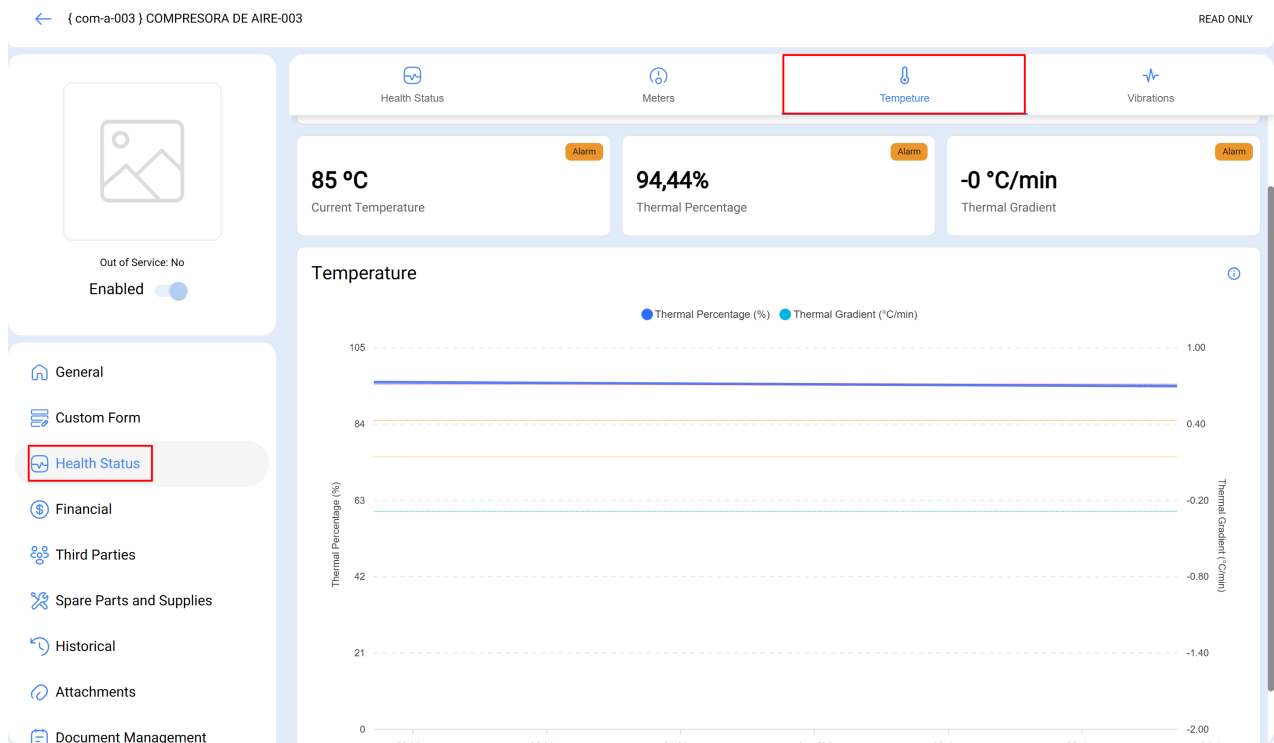 { com-a-003 } COMPRESORA DE AIRE-003
READ ONLY
Out of Service: No
Enabled
General
Custom Form
Health Status
Financial
Third Parties
Spare Parts and Supplies
Historical
Attachments
Document Management
Health Status
Meters
Tempeture
Vibrations
Alarm
85 ºC
Current Temperature
Alarm
94,44%
Thermal Percentage
Alarm
-0 °C/min
Thermal Gradient
Temperature
Thermal Percentage (%) Thermal Gradient (°C/min)
Thermal Percentage (%)
105
84
63
42
21
0
1.00
0.40
-0.20
-0.80
-1.40
-2.00
Thermal Gradient (°C/min)